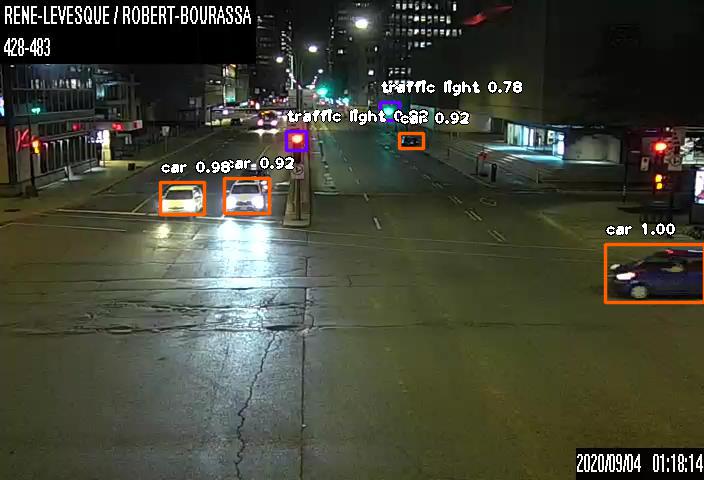 RENE-LEVESQUE / ROBERT-BOURASSA
428-483
traffic light 0.78
traffic light
car 0.92
car 0.98
car 0.92
car 1.00
2020/09/04 01:18:14